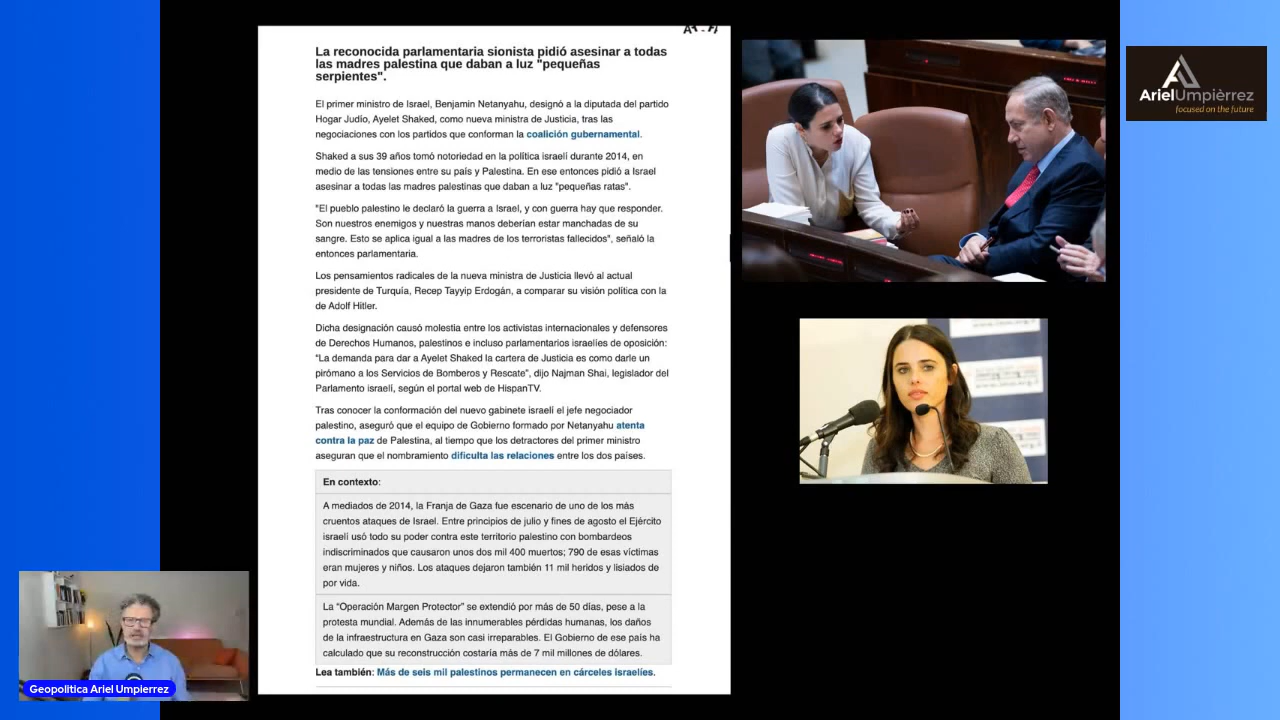 La reconocida parlamentaria sionista pidió asesinar a todas
las madres palestina que daban a luz "pequeñas
serpientes".
El primer ministro de Israel, Benjamin Netanyahu, designó a la diputada del partido
Hogar Judío, Ayelet Shaked, como nueva ministra de Justicia, tras las
negociaciones con los partidos que conforman la coalición gubernamental.
Shaked a sus 39 años tomó notoriedad en la política israelí durante 2014, en
medio de las tensiones entre su país y Palestina. En ese entonces pidió a Israel
asesinar a todas las madres palestinas que daban a luz "pequeñas ratas".
"El pueblo palestino le declaró la guerra a Israel, y con guerra hay que responder.
Son nuestros enemigos y nuestras manos deberían estar manchadas de su
sangre. Esto se aplica igual a las madres de los terroristas fallecidos", señaló la
entonces parlamentaria.
Los pensamientos radicales de la nueva ministra de Justicia llevó al actual
presidente de Turquía, Recep Tayyip Erdogán, a comparar su visión política con la
de Adolf Hitler.
Dicha designación causó molestia entre los activistas internacionales y defensores
de Derechos Humanos, palestinos e incluso parlamentarios israelíes de oposición:
"La demanda para dar a Ayelet Shaked la cartera de Justicia es como darle un
pirómano a los Servicios de Bomberos y Rescate", dijo Najman Shai, legislador del
Parlamento israelí, según el portal web de HispanTV.
Tras conocer la conformación del nuevo gabinete israelí el jefe negociador
palestino, aseguró que el equipo de Gobierno formado por Netanyahu atenta
contra la paz de Palestina, al tiempo que los detractores del primer ministro
aseguran que el nombramiento dificulta las relaciones entre los dos países.
En contexto:
A mediados de 2014, la Franja de Gaza fue escenario de uno de los más
cruentos ataques de Israel. Entre principios de julio y fines de agosto el Ejército
israelí usó todo su poder contra este territorio palestino con bombardeos
indiscriminados que causaron unos dos mil 400 muertos; 790 de esas víctimas
eran mujeres y niños. Los ataques dejaron también 11 mil heridos y lisiados de
por vida.
La "Operación Margen Protector" se extendió por más de 50 días, pese a la
protesta mundial. Además de las innumerables pérdidas humanas, los daños
de la infraestructura en Gaza son casi irreparables. El Gobierno de ese país ha
calculado que su reconstrucción costaría más de 7 mil millones de dólares.
Lea también: Más de seis mil palestinos permanecen en cárceles israelíes.
ArielUmpièrrez
focused on the future
Geopolitica Ariel Umpierrez